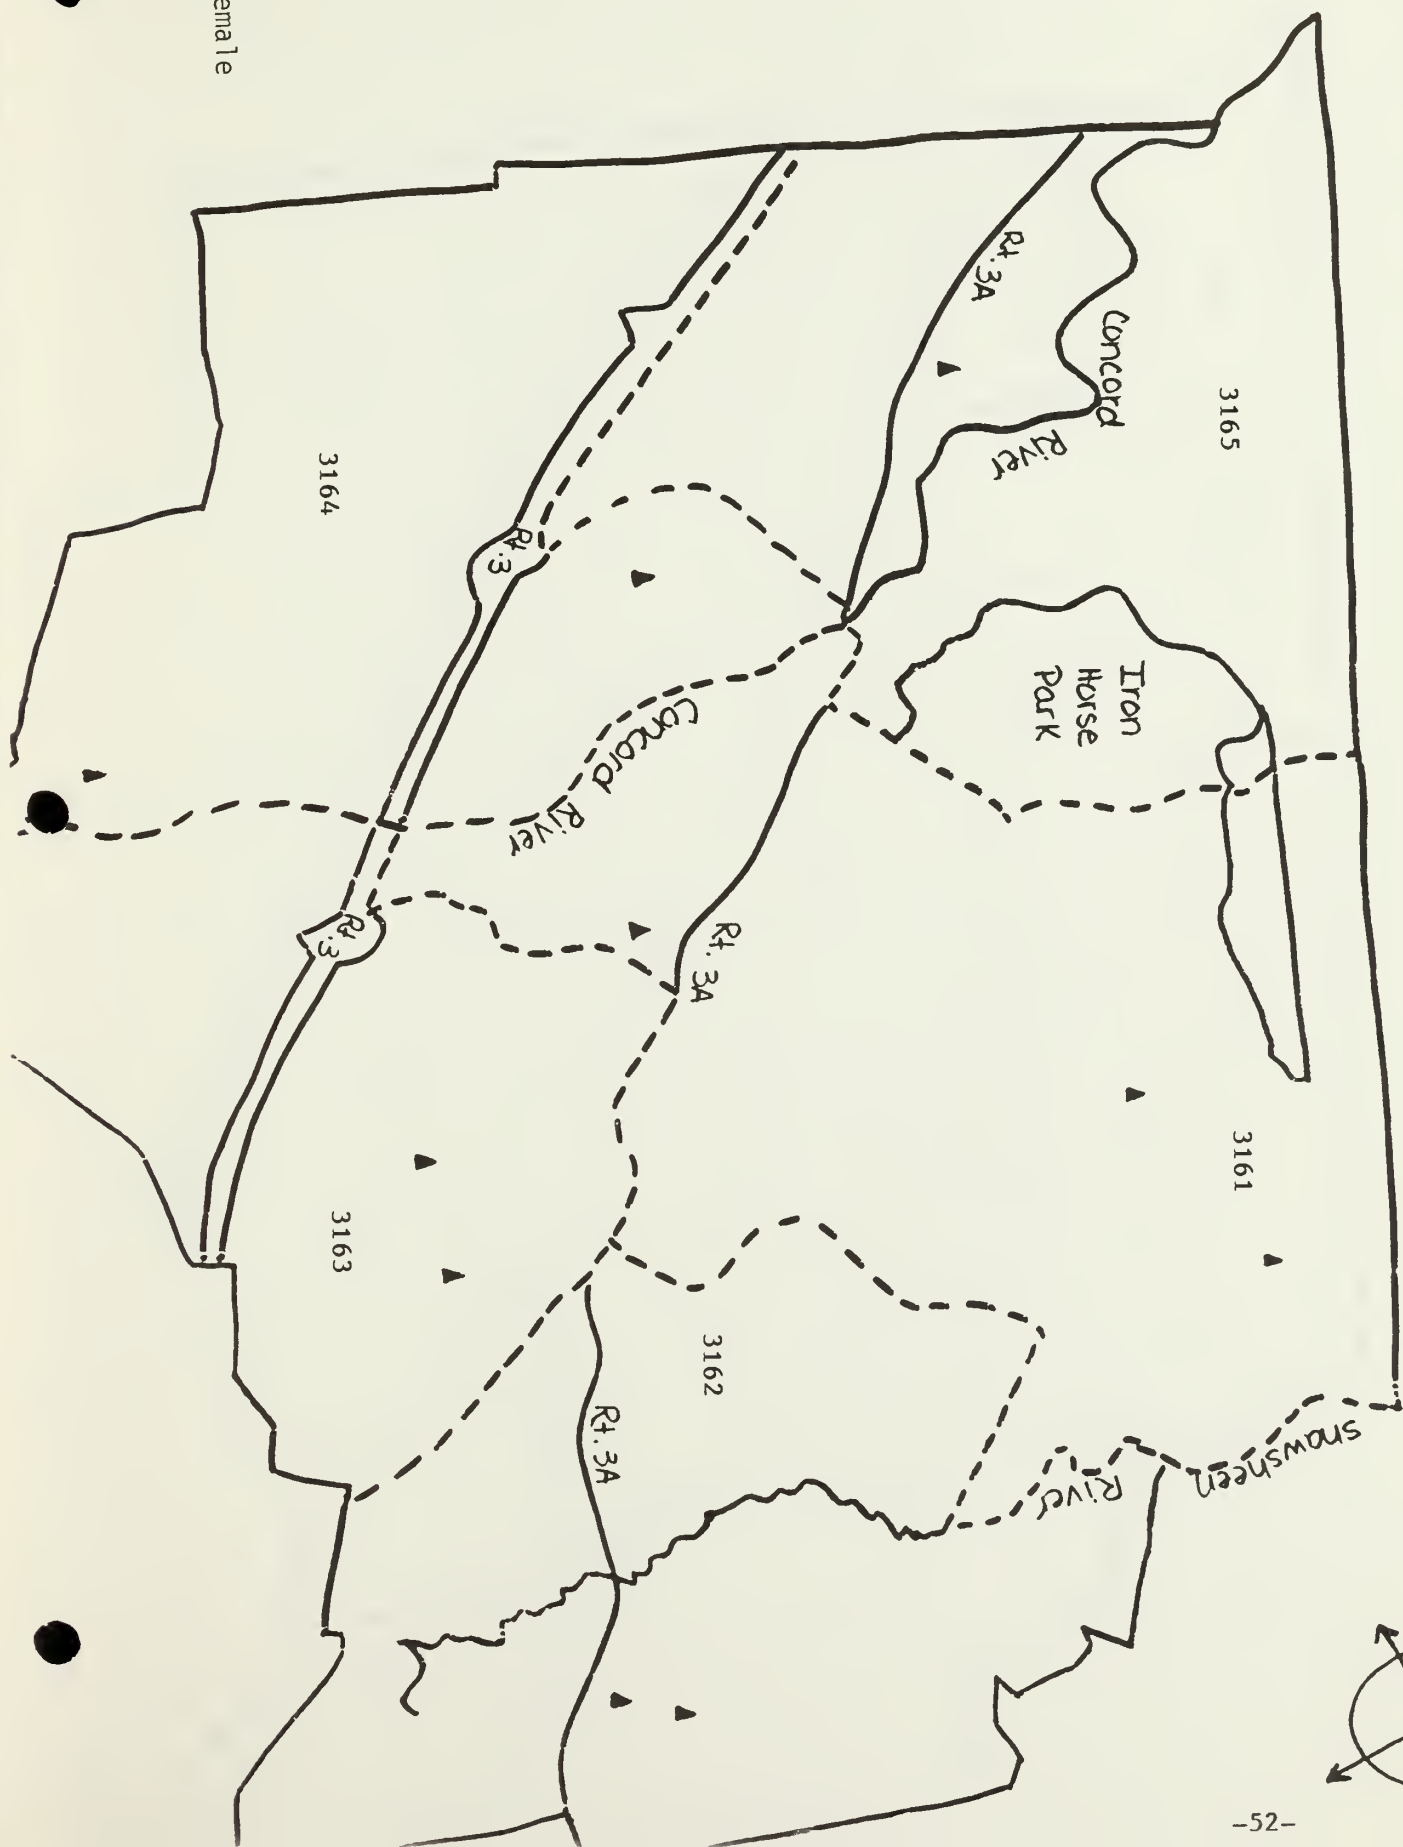 emale
Rt. 3A
Concord
River
3165
3164
Rt. 3
Iron
Horse
Park
Concord
River
Rt. 3
Rt. 3A
3161
3163
3162
Rt. 3A
Shawsheen
River
-52-